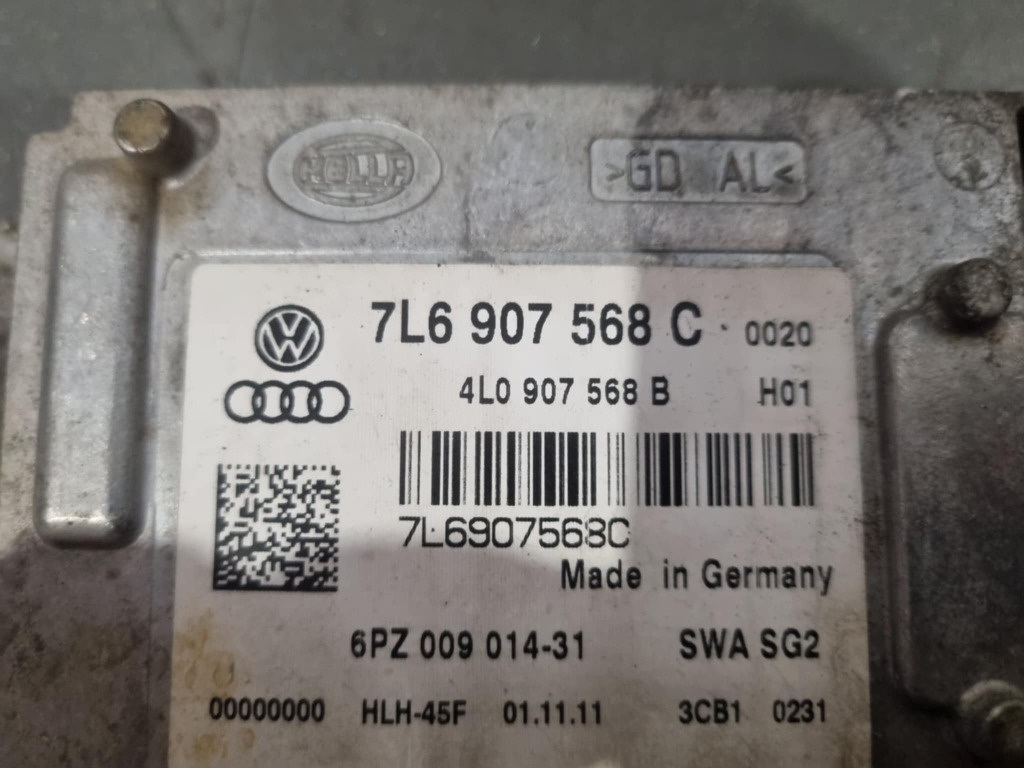 HELLA
>GD AL<
7L6 907 568 C · 0020
4L0 907 568 B H01
7L6907568C
Made in Germany
6PZ 009 014-31 SWA SG2
00000000 HLH-45F 01.11.11 3CB1 0231